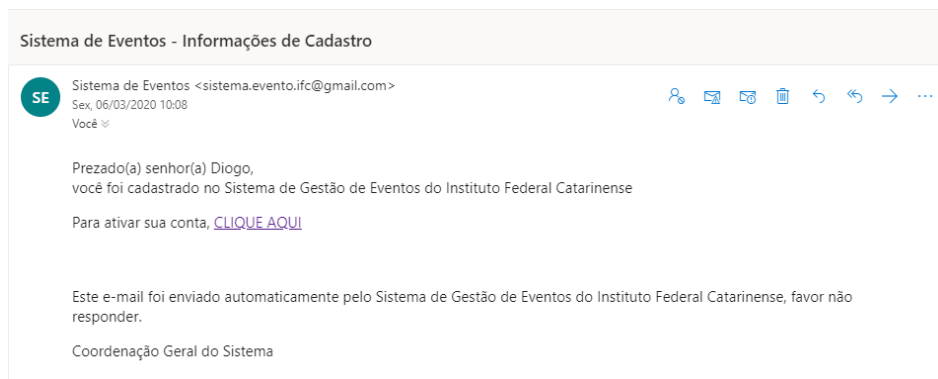 Sistema de Eventos - Informações de Cadastro
SE
Sistema de Eventos <sistema.evento.ifc@gmail.com>
Sex, 06/03/2020 10:08
Você
Prezado(a) senhor(a) Diogo,
você foi cadastrado no Sistema de Gestão de Eventos do Instituto Federal Catarinense
Para ativar sua conta, CLIQUE AQUI
Este e-mail foi enviado automaticamente pelo Sistema de Gestão de Eventos do Instituto Federal Catarinense, favor não
responder.
Coordenação Geral do Sistema